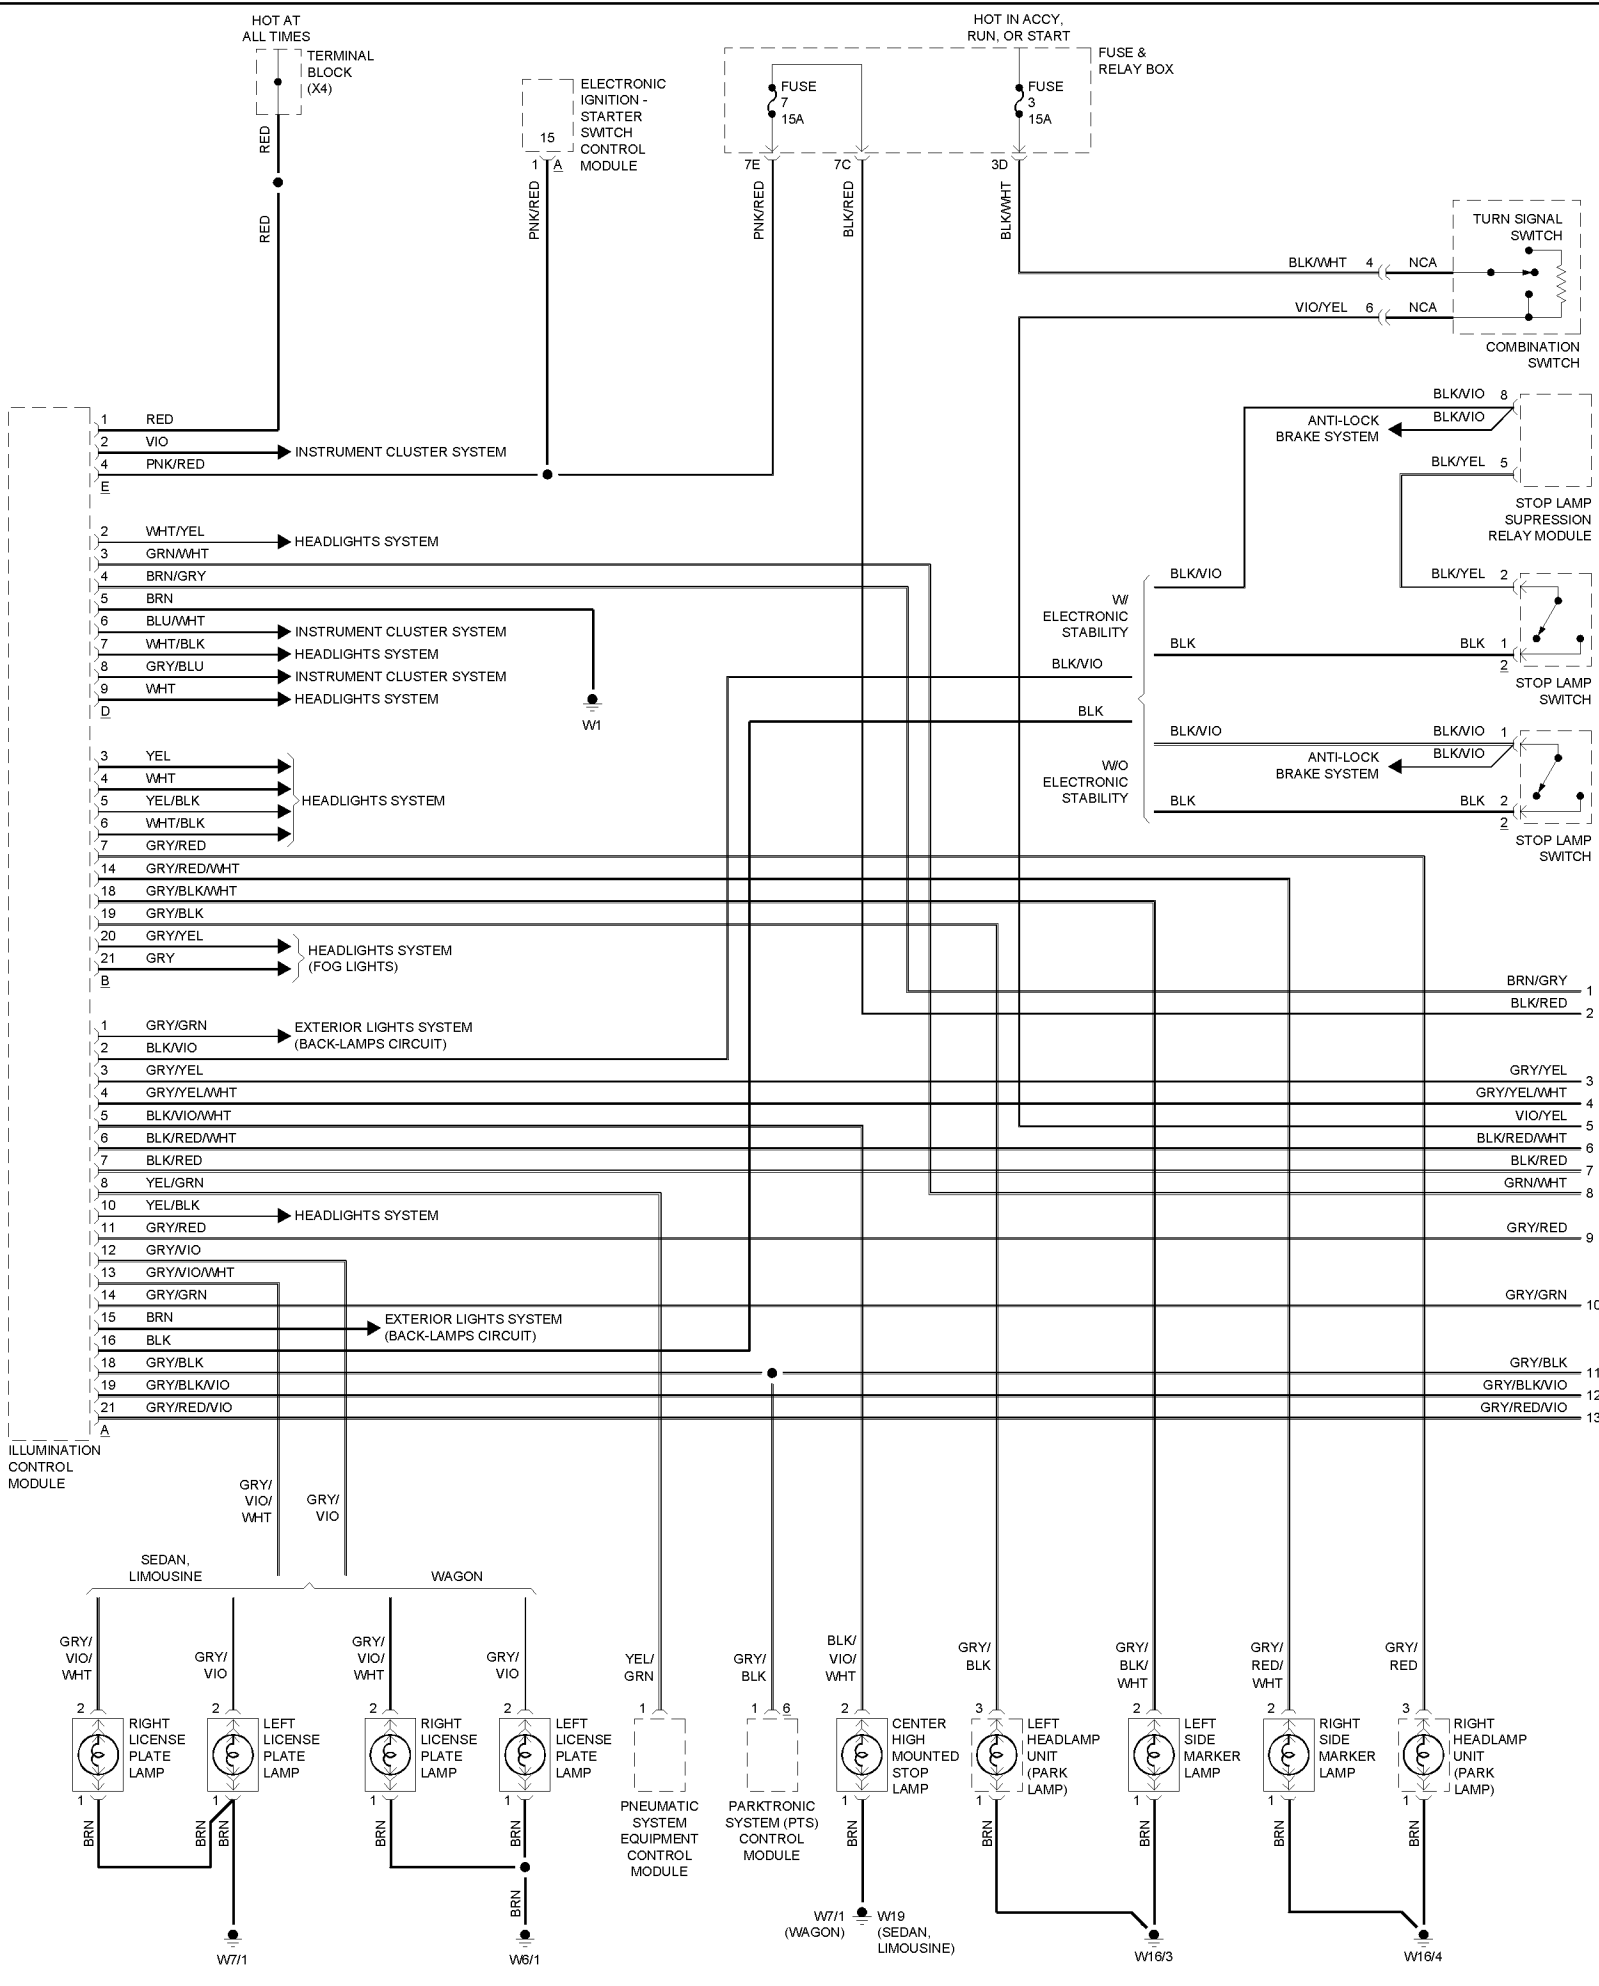 HOT AT
ALL TIMES
TERMINAL
BLOCK
(X4)
RED
RED
ELECTRONIC
IGNITION -
STARTER
SWITCH
CONTROL
MODULE
15
1 A
PNK/RED
HOT IN ACCY,
RUN, OR START
FUSE &
RELAY BOX
FUSE
7
15A
FUSE
3
15A
7E
7C
3D
PNK/RED
BLK/RED
BLK/WHT
TURN SIGNAL
SWITCH
BLK/WHT 4 NCA
VIO/YEL 6 NCA
COMBINATION
SWITCH
BLK/VIO 8
BLK/VIO
ANTI-LOCK
BRAKE SYSTEM
BLK/YEL 5
STOP LAMP
SUPRESSION
RELAY MODULE
BLK/VIO
BLK/YEL 2
W/
ELECTRONIC
STABILITY
BLK
BLK 1
2
STOP LAMP
SWITCH
BLK/VIO
BLK
BLK/VIO
BLK/VIO 1
BLK/VIO
ANTI-LOCK
BRAKE SYSTEM
W/O
ELECTRONIC
STABILITY
BLK
BLK 2
2
STOP LAMP
SWITCH
1 RED
2 VIO INSTRUMENT CLUSTER SYSTEM
4 PNK/RED
E
2 WHT/YEL HEADLIGHTS SYSTEM
3 GRN/WHT
4 BRN/GRY
5 BRN
6 BLU/WHT INSTRUMENT CLUSTER SYSTEM
7 WHT/BLK HEADLIGHTS SYSTEM
8 GRY/BLU INSTRUMENT CLUSTER SYSTEM
9 WHT HEADLIGHTS SYSTEM
D
W1
3 YEL
4 WHT
5 YEL/BLK HEADLIGHTS SYSTEM
6 WHT/BLK
7 GRY/RED
14 GRY/RED/WHT
18 GRY/BLK/WHT
19 GRY/BLK
20 GRY/YEL
21 GRY
B
HEADLIGHTS SYSTEM
(FOG LIGHTS)
BRN/GRY 1
BLK/RED 2
1 GRY/GRN
EXTERIOR LIGHTS SYSTEM
(BACK-LAMPS CIRCUIT)
2 BLK/VIO
3 GRY/YEL GRY/YEL 3
4 GRY/YEL/WHT GRY/YEL/WHT 4
5 BLK/VIO/WHT VIO/YEL 5
6 BLK/RED/WHT BLK/RED/WHT 6
7 BLK/RED BLK/RED 7
8 YEL/GRN GRN/WHT 8
10 YEL/BLK HEADLIGHTS SYSTEM
11 GRY/RED GRY/RED 9
12 GRY/VIO
13 GRY/VIO/WHT
14 GRY/GRN GRY/GRN 10
15 BRN
EXTERIOR LIGHTS SYSTEM
(BACK-LAMPS CIRCUIT)
16 BLK
18 GRY/BLK GRY/BLK 11
19 GRY/BLK/VIO GRY/BLK/VIO 12
21 GRY/RED/VIO GRY/RED/VIO 13
A
ILLUMINATION
CONTROL
MODULE
GRY/
VIO/
WHT
GRY/
VIO
SEDAN,
LIMOUSINE
WAGON
GRY/
VIO/
WHT
2
RIGHT
LICENSE
PLATE
LAMP
1
BRN
GRY/
VIO
2
LEFT
LICENSE
PLATE
LAMP
1
BRN
BRN
W7/1
GRY/
VIO/
WHT
2
RIGHT
LICENSE
PLATE
LAMP
1
BRN
GRY/
VIO
2
LEFT
LICENSE
PLATE
LAMP
1
BRN
BRN
W6/1
YEL/
GRN
1
PNEUMATIC
SYSTEM
EQUIPMENT
CONTROL
MODULE
GRY/
BLK
1 6
PARKTRONIC
SYSTEM (PTS)
CONTROL
MODULE
BLK/
VIO/
WHT
2
CENTER
HIGH
MOUNTED
STOP
LAMP
1
BRN
W7/1
(WAGON)
W19
(SEDAN,
LIMOUSINE)
GRY/
BLK
3
LEFT
HEADLAMP
UNIT
(PARK
LAMP)
1
BRN
GRY/
BLK/
WHT
2
LEFT
SIDE
MARKER
LAMP
1
BRN
W16/3
GRY/
RED/
WHT
2
RIGHT
SIDE
MARKER
LAMP
1
BRN
GRY/
RED
3
RIGHT
HEADLAMP
UNIT
(PARK
LAMP)
1
BRN
W16/4